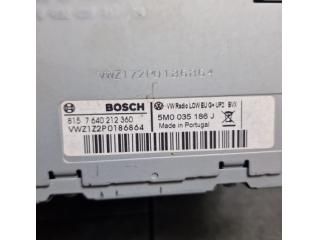 VWZ1Z2P0186864
BOSCH
VW Radio LOW EU G+ UP2 BVX
815 7 640 212 360
5M0 035 186 J
VWZ1Z2P0186864
Made in Portugal